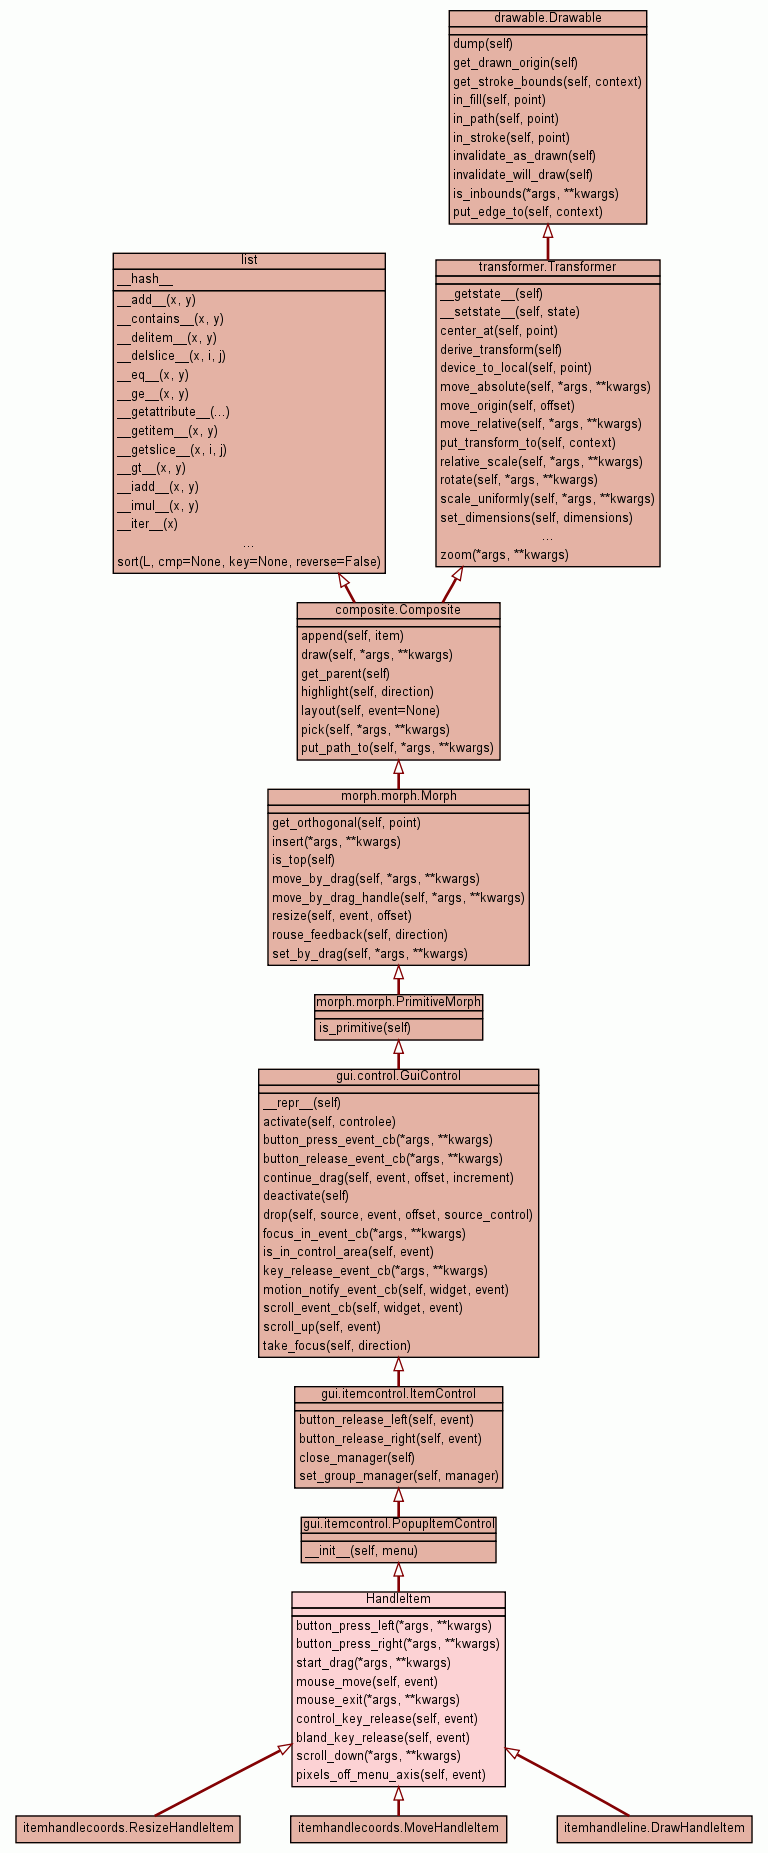 drawable.Drawable
dump(self)
get_drawn_origin(self)
get_stroke_bounds(self, context)
in_fill(self, point)
in_path(self, point)
in_stroke(self, point)
invalidate_as_drawn(self)
invalidate_will_draw(self)
is_inbounds(*args, **kwargs)
put_edge_to(self, context)
list
__hash__
__add__(x, y)
__contains__(x, y)
__delitem__(x, y)
__delslice__(x, i, j)
__eq__(x, y)
__ge__(x, y)
__getattribute__(...)
__getitem__(x, y)
__getslice__(x, i, j)
__gt__(x, y)
__iadd__(x, y)
__imul__(x, y)
__iter__(x)
...
sort(L, cmp=None, key=None, reverse=False)
transformer.Transformer
__getstate__(self)
__setstate__(self, state)
center_at(self, point)
derive_transform(self)
device_to_local(self, point)
move_absolute(self, *args, **kwargs)
move_origin(self, offset)
move_relative(self, *args, **kwargs)
put_transform_to(self, context)
relative_scale(self, *args, **kwargs)
rotate(self, *args, **kwargs)
scale_uniformly(self, *args, **kwargs)
set_dimensions(self, dimensions)
...
zoom(*args, **kwargs)
composite.Composite
append(self, item)
draw(self, *args, **kwargs)
get_parent(self)
highlight(self, direction)
layout(self, event=None)
pick(self, *args, **kwargs)
put_path_to(self, *args, **kwargs)
morph.morph.Morph
get_orthogonal(self, point)
insert(*args, **kwargs)
is_top(self)
move_by_drag(self, *args, **kwargs)
move_by_drag_handle(self, *args, **kwargs)
resize(self, event, offset)
rouse_feedback(self, direction)
set_by_drag(self, *args, **kwargs)
morph.morph.PrimitiveMorph
is_primitive(self)
gui.control.GuiControl
__repr__(self)
activate(self, controlee)
button_press_event_cb(*args, **kwargs)
button_release_event_cb(*args, **kwargs)
continue_drag(self, event, offset, increment)
deactivate(self)
drop(self, source, event, offset, source_control)
focus_in_event_cb(*args, **kwargs)
is_in_control_area(self, event)
key_release_event_cb(*args, **kwargs)
motion_notify_event_cb(self, widget, event)
scroll_event_cb(self, widget, event)
scroll_up(self, event)
take_focus(self, direction)
gui.itemcontrol.ItemControl
button_release_left(self, event)
button_release_right(self, event)
close_manager(self)
set_group_manager(self, manager)
gui.itemcontrol.PopupItemControl
__init__(self, menu)
HandleItem
button_press_left(*args, **kwargs)
button_press_right(*args, **kwargs)
start_drag(*args, **kwargs)
mouse_move(self, event)
mouse_exit(*args, **kwargs)
control_key_release(self, event)
bland_key_release(self, event)
scroll_down(*args, **kwargs)
pixels_off_menu_axis(self, event)
itemhandlecoords.ResizeHandleItem
itemhandlecoords.MoveHandleItem
itemhandleline.DrawHandleItem